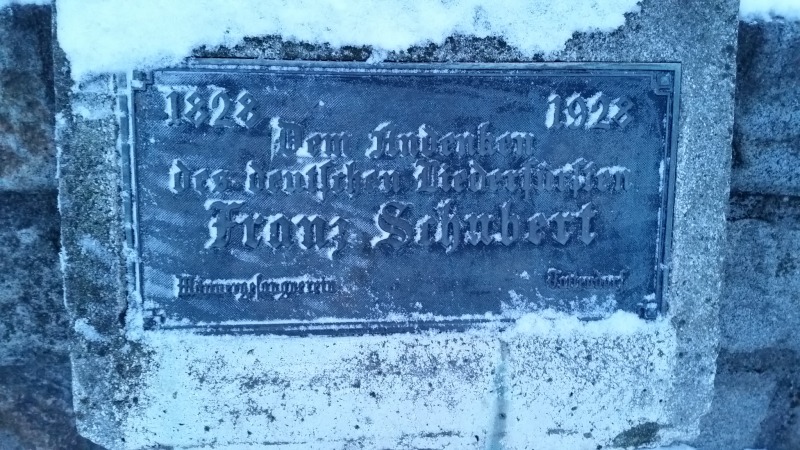 1828 1928
Dem Andenken
des deutschen Liederfürsten
Franz Schubert
Männergesangverein